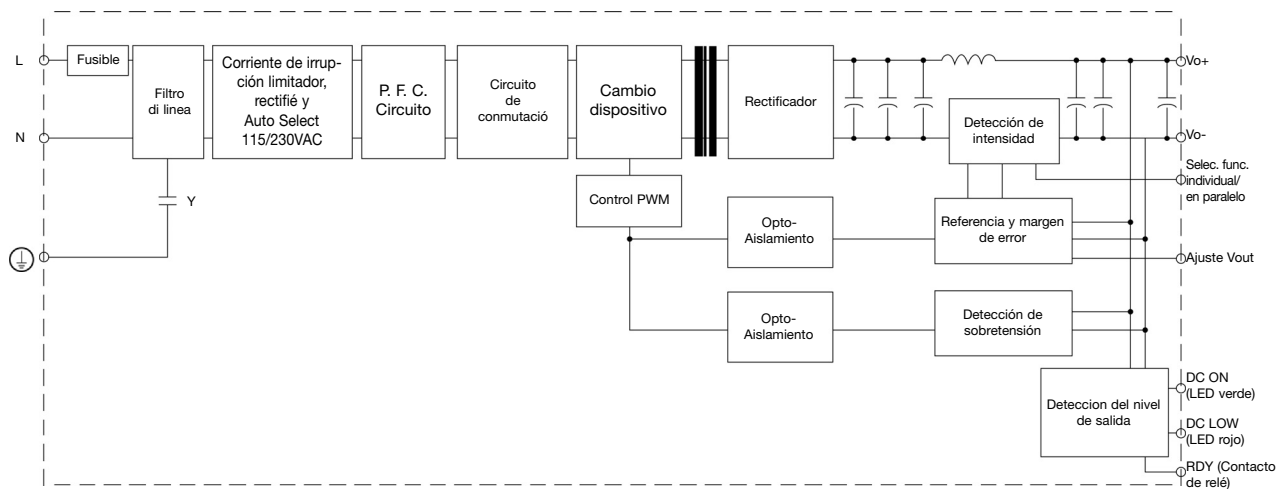 L
Fusible
Filtro
di linea
Corriente de irrup-
ción limitador,
rectifié y
Auto Select
115/230VAC
P. F. C.
Circuito
Circuito
de
conmutació
Cambio
dispositivo
Rectificador
Vo+
N
Detección de
intensidad
Vo-
Selec. func.
individual/
en paralelo
Y
Control PWM
Opto-
Aislamiento
Referencia y margen
de error
Ajuste Vout
Opto-
Aislamiento
Detección de
sobretensión
Deteccion del nivel
de salida
DC ON
(LED verde)
DC LOW
(LED rojo)
RDY (Contacto
de relé)